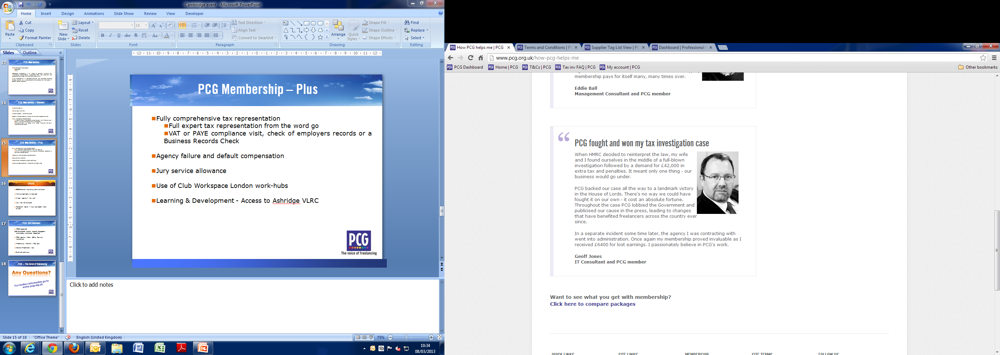 Cambridge event - Microsoft PowerPoint
Home Insert Design Animations Slide Show Review View Developer
Cut
Copy
Format Painter
Paste
Clipboard
New Slide
Layout
Reset
Delete
Slides
18
Font
Text Direction
Align Text
Convert to SmartArt
Paragraph
Arrange
Quick Styles
Shape Fill
Shape Outline
Shape Effects
Drawing
Find
Replace
Select
Editing
Slides Outline
13
PCG Membership
14
PCG Membership – Standard
15
PCG Membership – Plus
16
IR35
17
PCG: Get Involved!
18
PCG – The voice of freelancing
Any Questions?
For further information go to
www.pcg.org.uk
PCG Membership – Plus
Fully comprehensive tax representation
Full expert tax representation from the word go
VAT or PAYE compliance visit, check of employers records or a
Business Records Check
Agency failure and default compensation
Jury service allowance
Use of Club Workspace London work-hubs
Learning & Development - Access to Ashridge VLRC
PCG
The voice of freelancing
Click to add notes
Slide 15 of 18 "Office Theme" English (United Kingdom) 75%
10:34
08/03/2013
How PCG helps me | PCG
Terms and Conditions | PC
Supplier Tag List View | PC
Dashboard | Professional
www.pcg.org.uk/how-pcg-helps-me
PCG Dashboard Home | PCG T&Cs | PCG Tax inv FAQ | PCG My account | PCG Other bookmarks
membership pays for itself many, many times over.
Eddie Ball
Management Consultant and PCG member
PCG fought and won my tax investigation case
When HMRC decided to reinterpret the law, my wife
and I found ourselves in the middle of a full-blown
investigation followed by a demand for £42,000 in
extra tax and penalties. It meant only one thing - our
business would go under.
PCG backed our case all the way to a landmark victory
in the House of Lords. There's no way we could have
fought it on our own - it cost an absolute fortune.
Throughout the case PCG lobbied the Government and
publicised our cause in the press, leading to changes
that have benefited freelancers across the country ever
since.
In a separate incident some time later, the agency I was contracting with
went into administration. Once again my membership proved invaluable as I
received £6400 for lost earnings. I passionately believe in PCG's work.
Geoff Jones
IT Consultant and PCG member
Want to see what you get with membership?
Click here to compare packages
QUICK LINKS SITE LINKS MEMBERSHIP SITE TERMS FOLLOW US